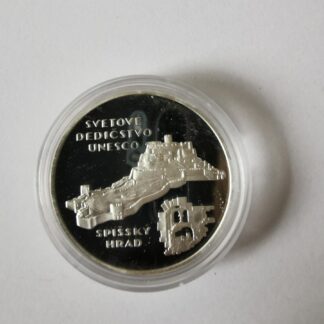 SVETOVÉ
DEDIČSTVO
UNESCO
SPIŠSKÝ
HRAD